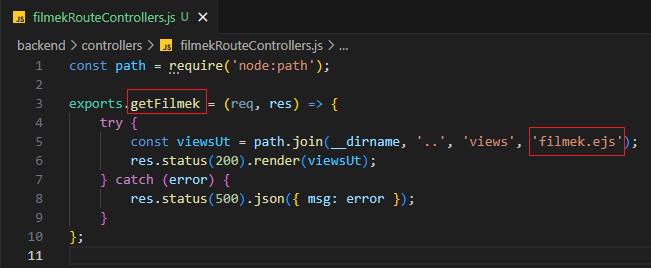 JS filmekRouteControllers.js U ×
backend > controllers > JS filmekRouteControllers.js > ...
1 const path = require('node:path');
2
3 exports.getFilmek = (req, res) => {
4     try {
5         const viewsUt = path.join(__dirname, '..', 'views', 'filmek.ejs');
6         res.status(200).render(viewsUt);
7     } catch (error) {
8         res.status(500).json({ msg: error });
9     }
10 };
11